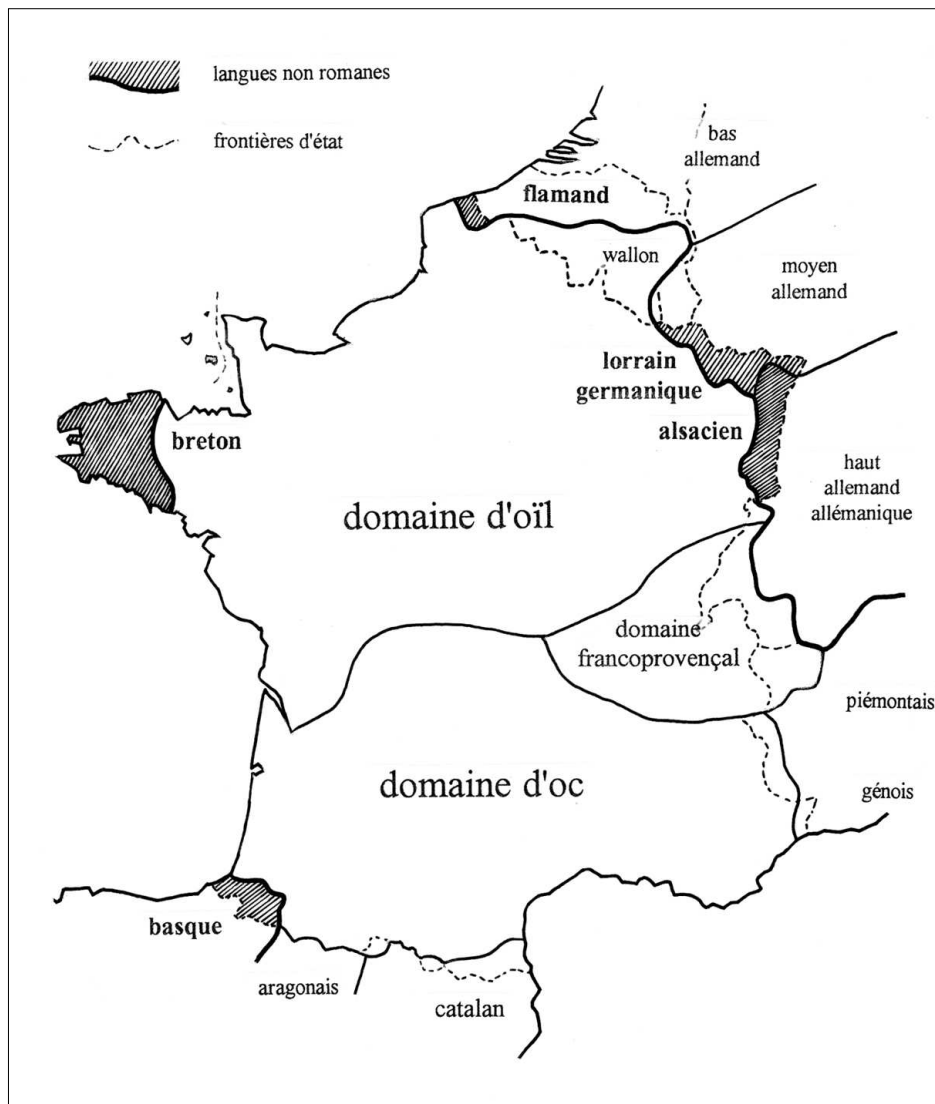 langues non romanes
frontières d'état
bas
allemand
flamand
wallon
moyen
allemand
lorrain
germanique
alsacien
breton
haut
allemand
allémanique
domaine d'oïl
domaine
francoprovençal
piémontais
domaine d'oc
génois
basque
aragonais
catalan